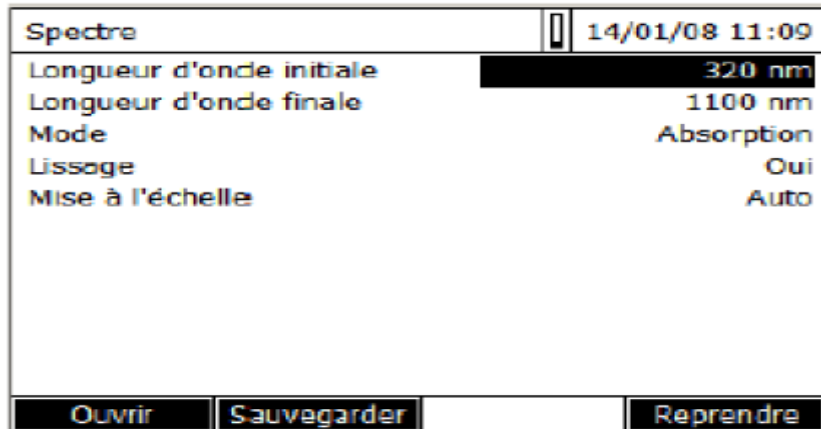 Spectre 14/01/08 11:09
Longueur d'onde initiale 320 nm
Longueur d'onde finale 1100 nm
Mode Absorption
Lissage Oui
Mise à l'échelle Auto
Ouvrir Sauvegarder Reprendre